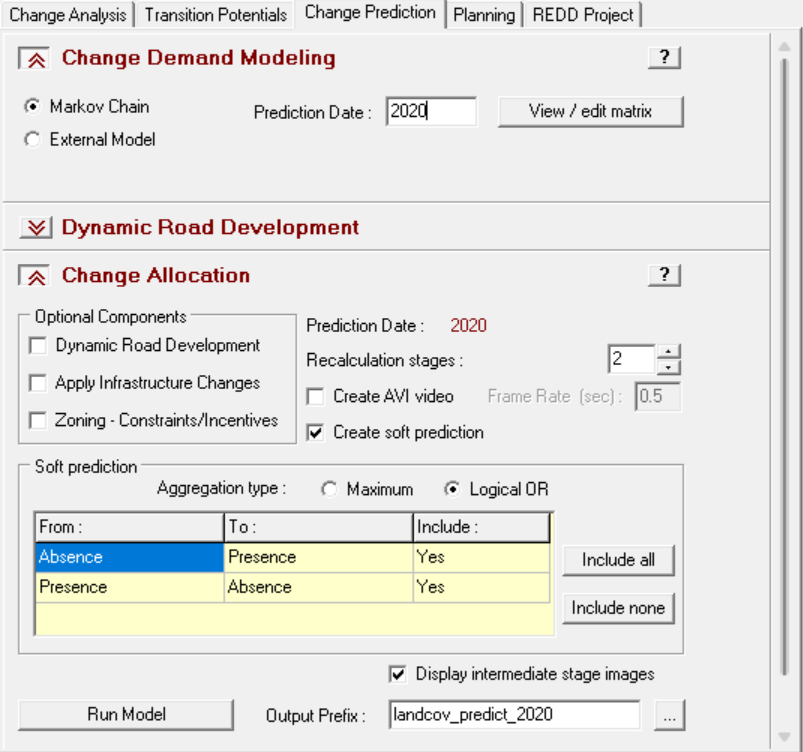 Change Analysis | Transition Potentials | Change Prediction | Planning | REDD Project
Change Demand Modeling ?
Markov Chain Prediction Date : 2020 View / edit matrix
External Model
Dynamic Road Development
Change Allocation ?
Optional Components
Dynamic Road Development
Apply Infrastructure Changes
Zoning - Constraints/Incentives
Prediction Date : 2020
Recalculation stages : 2
Create AVI video Frame Rate (sec) : 0.5
Create soft prediction
Soft prediction
Aggregation type : Maximum Logical OR
From : To : Include :
Absence Presence Yes
Presence Absence Yes
Include all
Include none
Display intermediate stage images
Run Model Output Prefix : landcov_predict_2020 ...